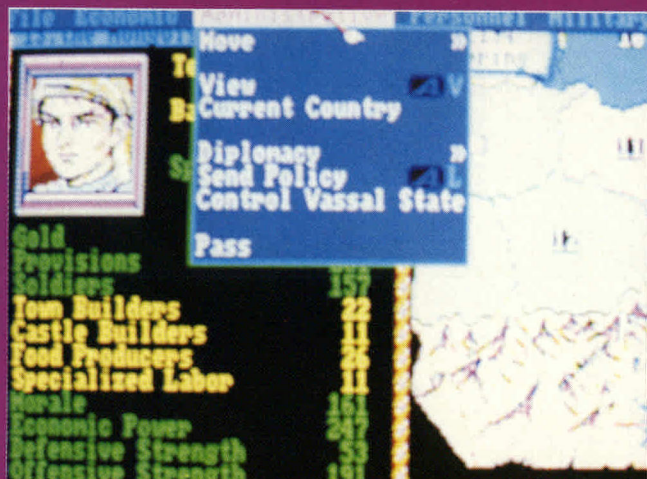 File Economic Administrative Personnel Military
Move »
View V
Current Country
Diplomacy »
Send Policy L
Control Vassal State
Pass
Gold
Provisions
Soldiers 157
Town Builders 22
Castle Builders 11
Food Producers 26
Specialized Labor 11
Morale 161
Economic Power 247
Defensive Strength 53
Offensive Strength 191